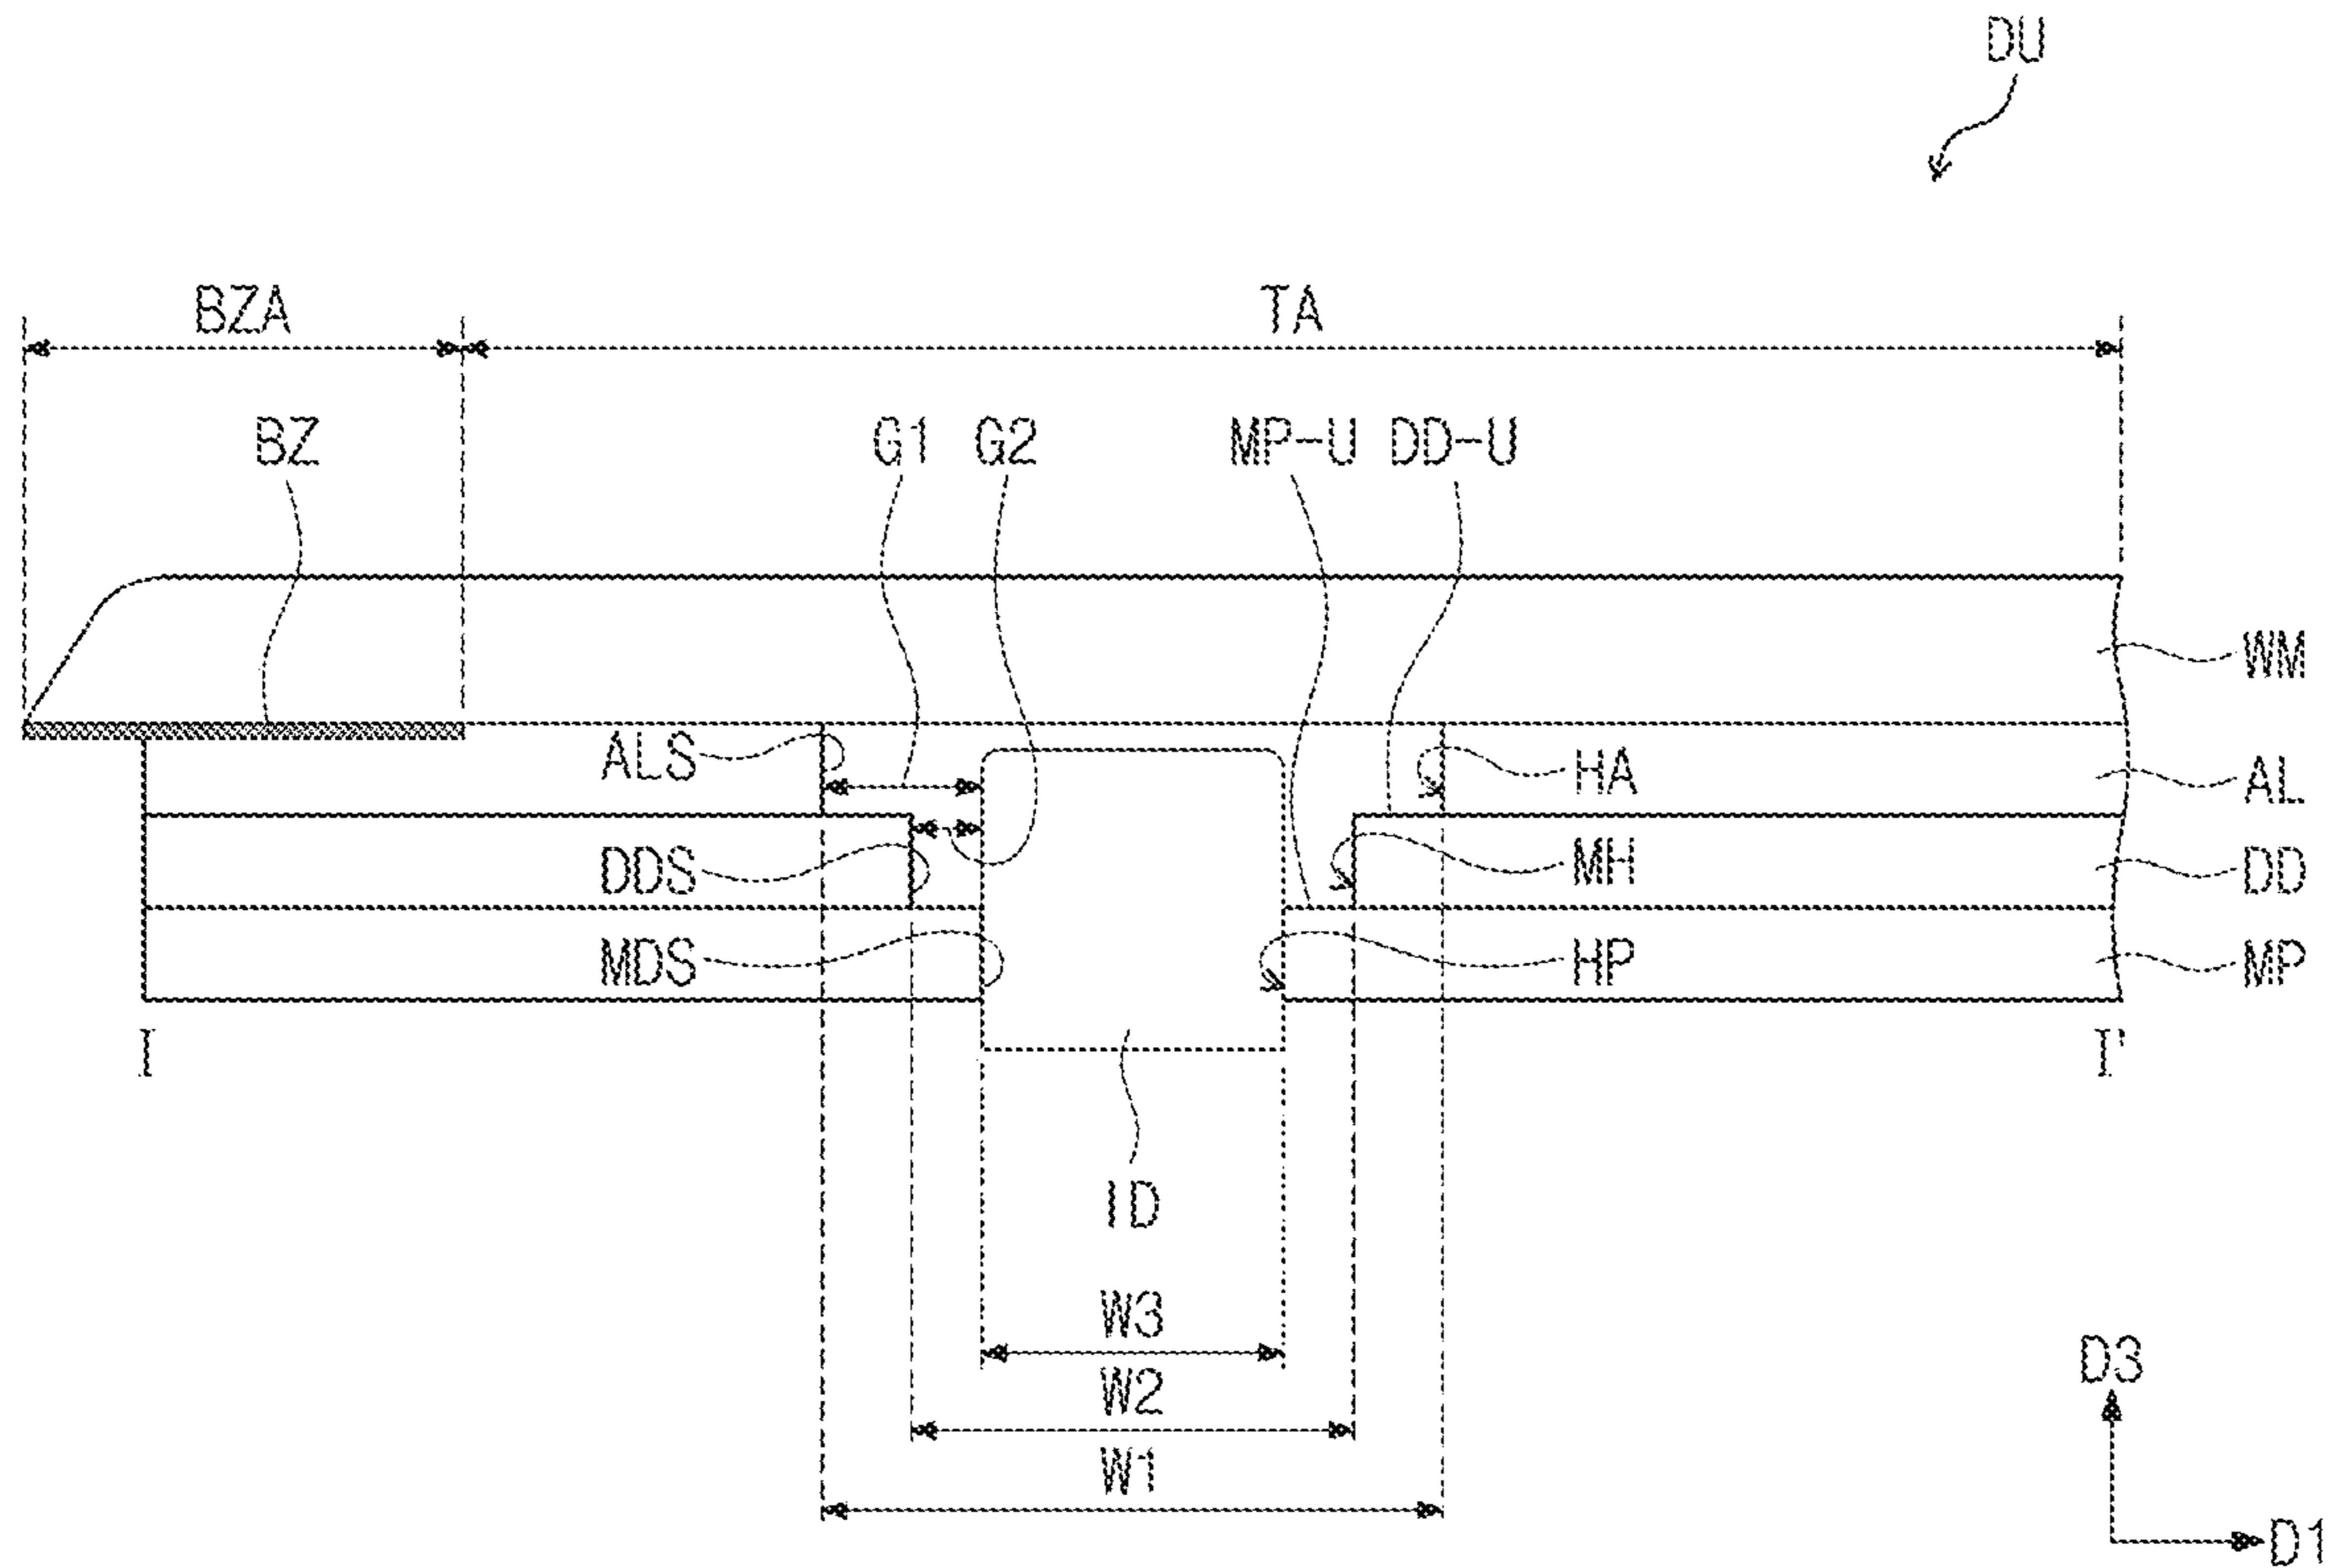 DU
BZA TA
BZ G1 G2 MP-U DD-U
WM
ALS HA AL
DDS MH DD
MDS HP MP
I I'
ID
W3
W2
W1
D3
D1